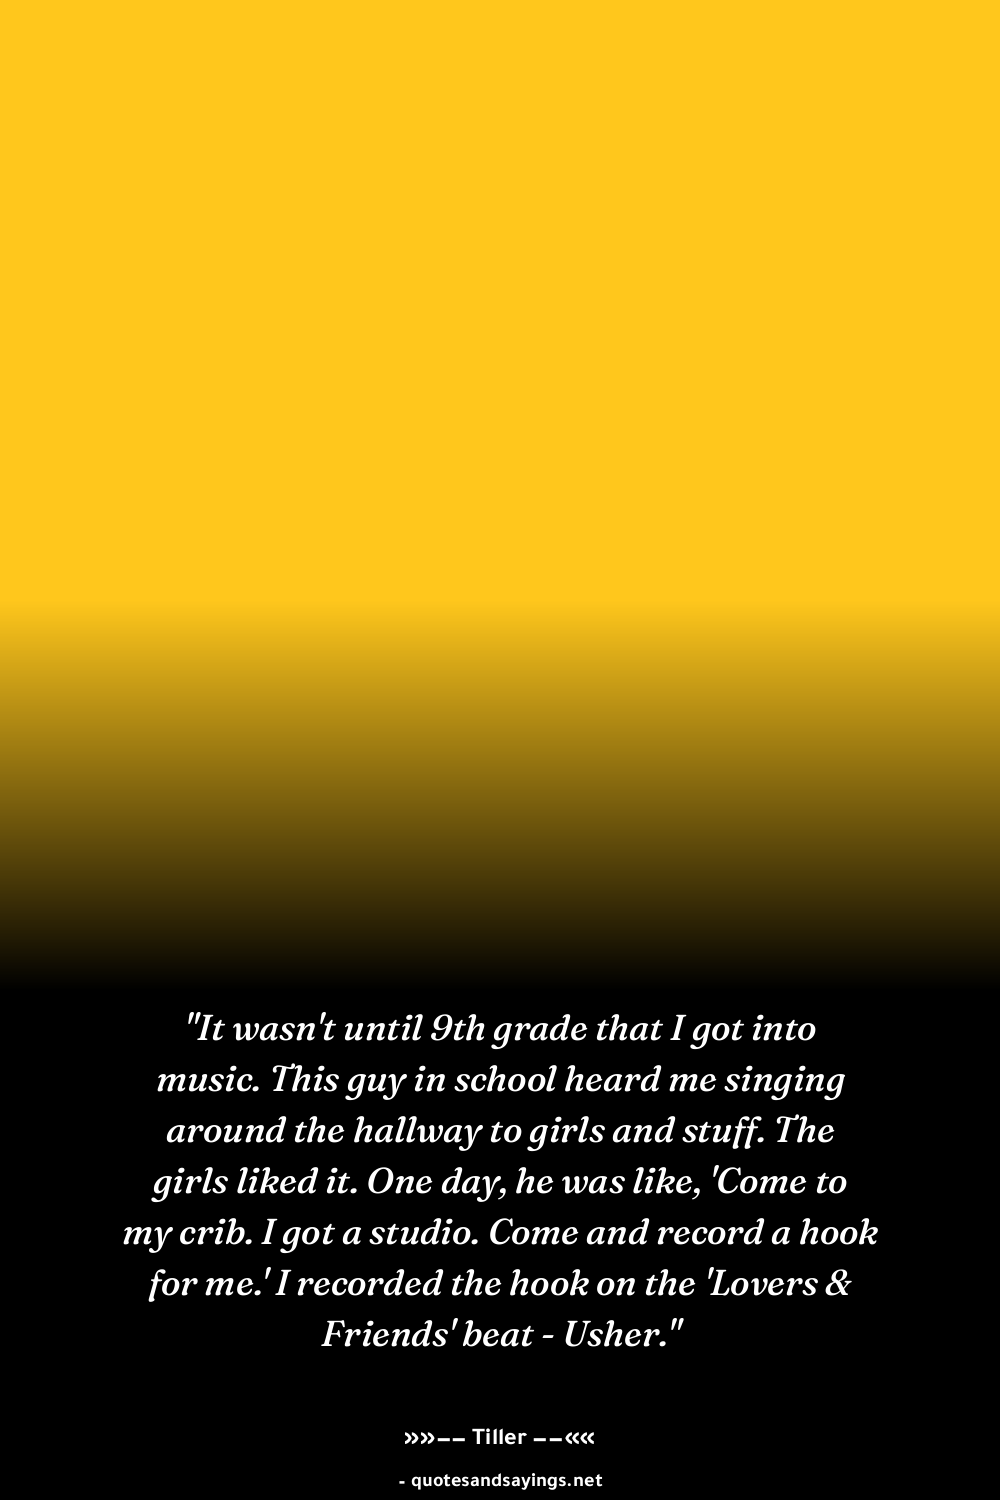 "It wasn't until 9th grade that I got into
music. This guy in school heard me singing
around the hallway to girls and stuff. The
girls liked it. One day, he was like, 'Come to
my crib. I got a studio. Come and record a hook
for me.' I recorded the hook on the 'Lovers &
Friends' beat - Usher."
»»−− Tiller −−««
- quotesandsayings.net